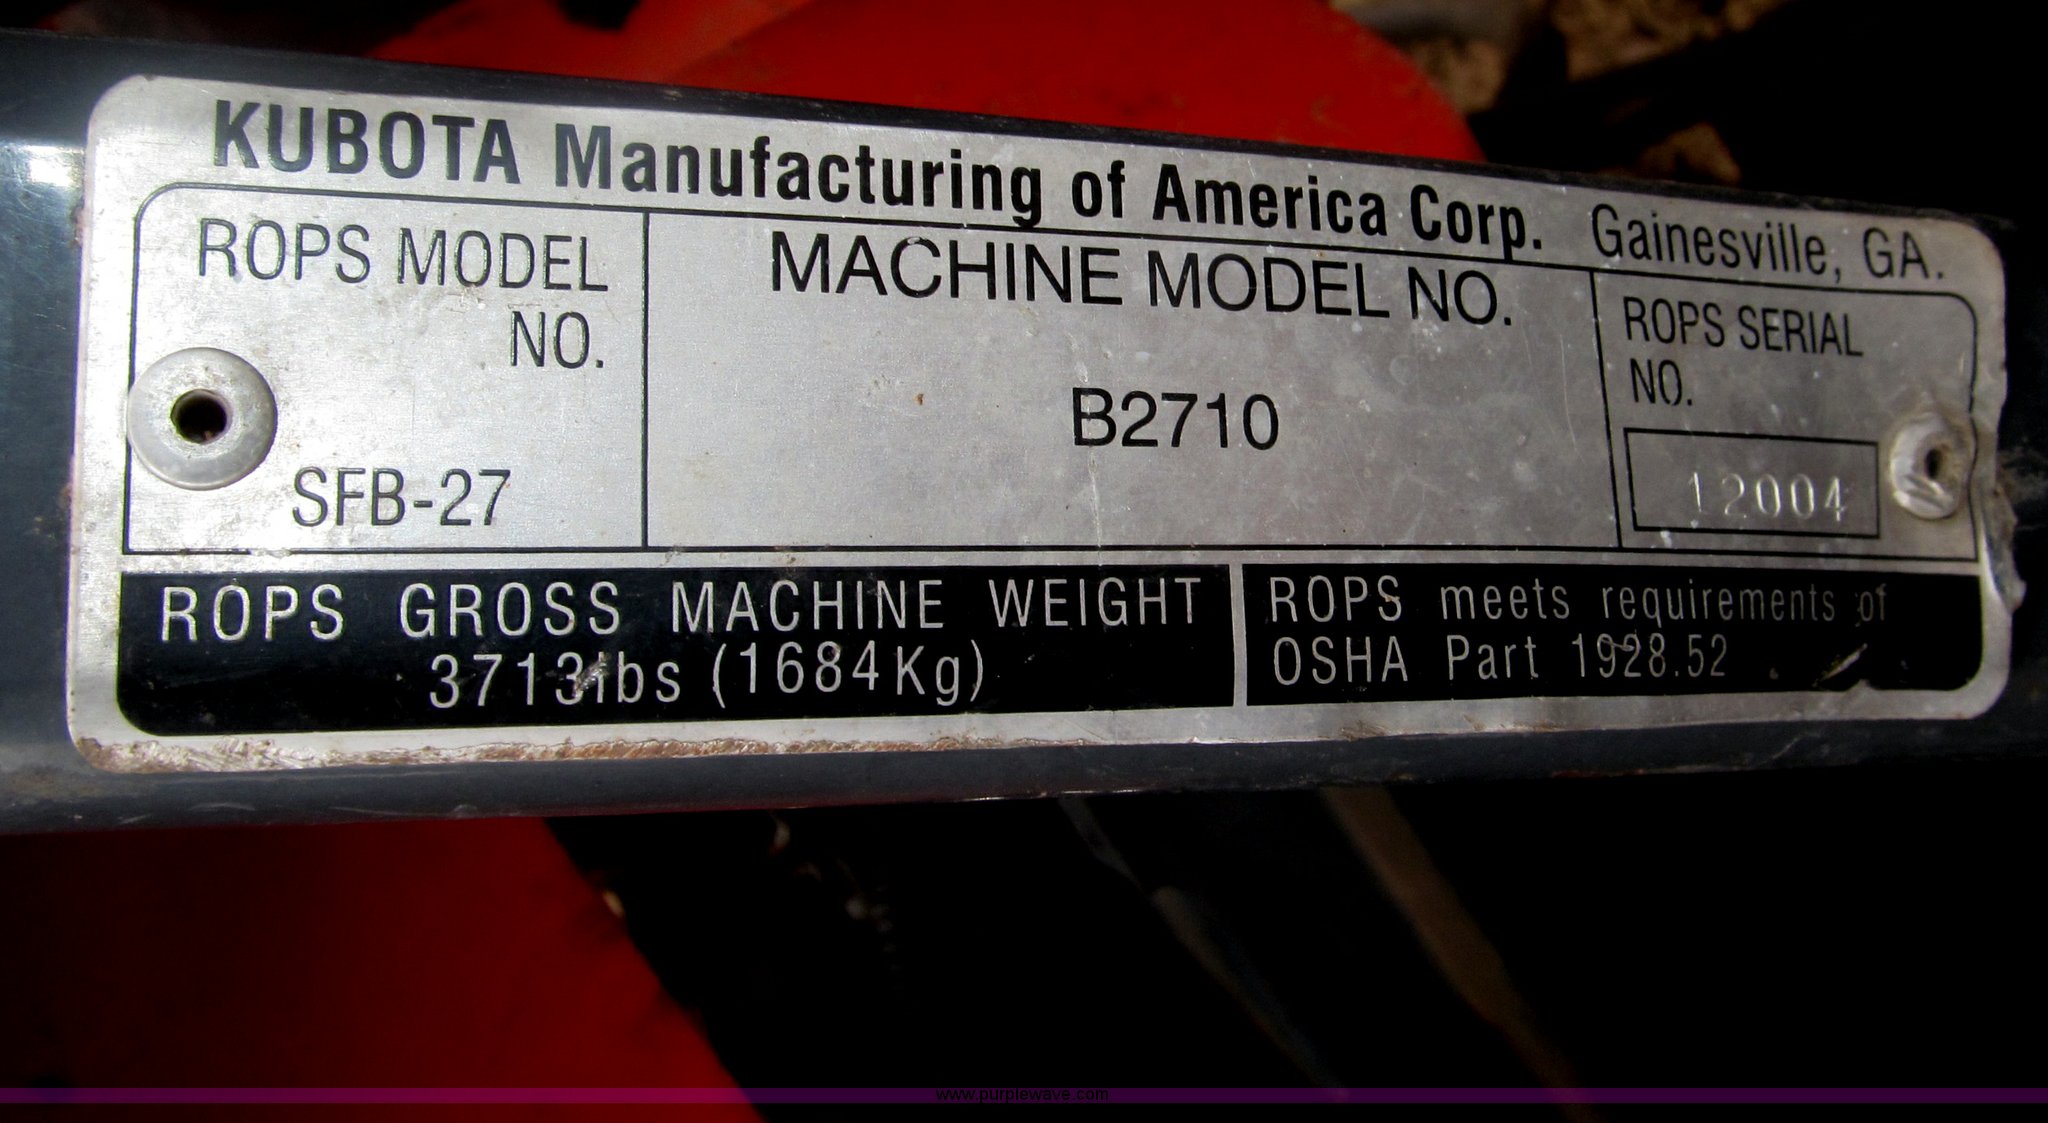 KUBOTA Manufacturing of America Corp. Gainesville, GA.
ROPS MODEL
NO.
SFB-27
MACHINE MODEL NO.
B2710
ROPS SERIAL
NO.
12004
ROPS GROSS MACHINE WEIGHT
3713lbs (1684Kg)
ROPS meets requirements of
OSHA Part 1928.52
www.purplewave.com